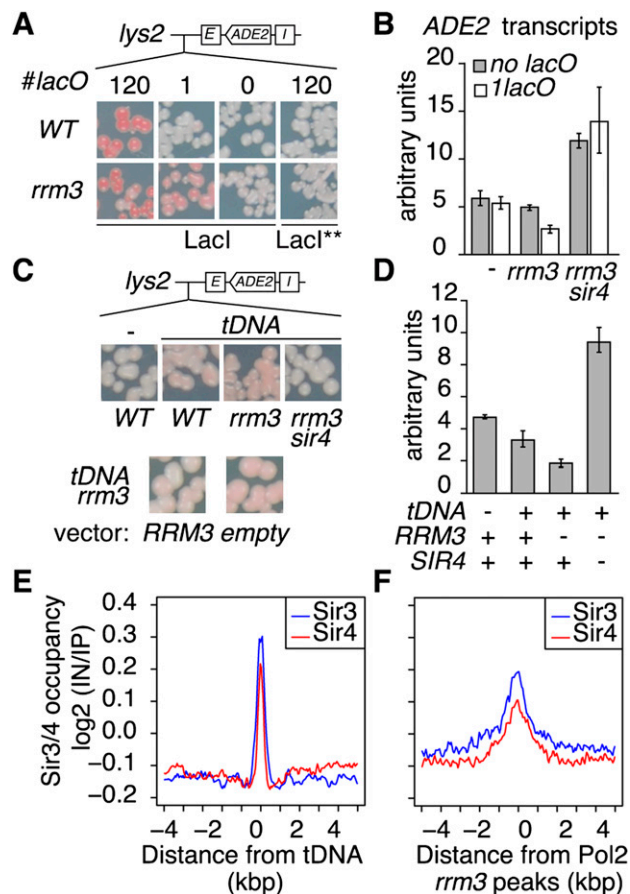 A
lys2 E ADE2 I
#lacO 120 1 0 120
WT
rrm3
LacI LacI**
B ADE2 transcripts
no lacO
1lacO
arbitrary units
20
15
10
5
0
- rrm3 rrm3 sir4
C
lys2 E ADE2 I
- tDNA
WT WT rrm3 rrm3 sir4
tDNA rrm3
vector: RRM3 empty
D
arbitrary units
12
10
8
6
4
2
0
tDNA - + + +
RRM3 + + - -
SIR4 + + + -
E
Sir3/4 occupancy
log2 (IN/IP)
0.4
0.3
0.2
0.1
0.0
−0.1
−0.2
Sir3
Sir4
−4 −2 0 2 4
Distance from tDNA
(kbp)
F
Sir3
Sir4
−4 −2 0 2 4
Distance from Pol2
rrm3 peaks (kbp)